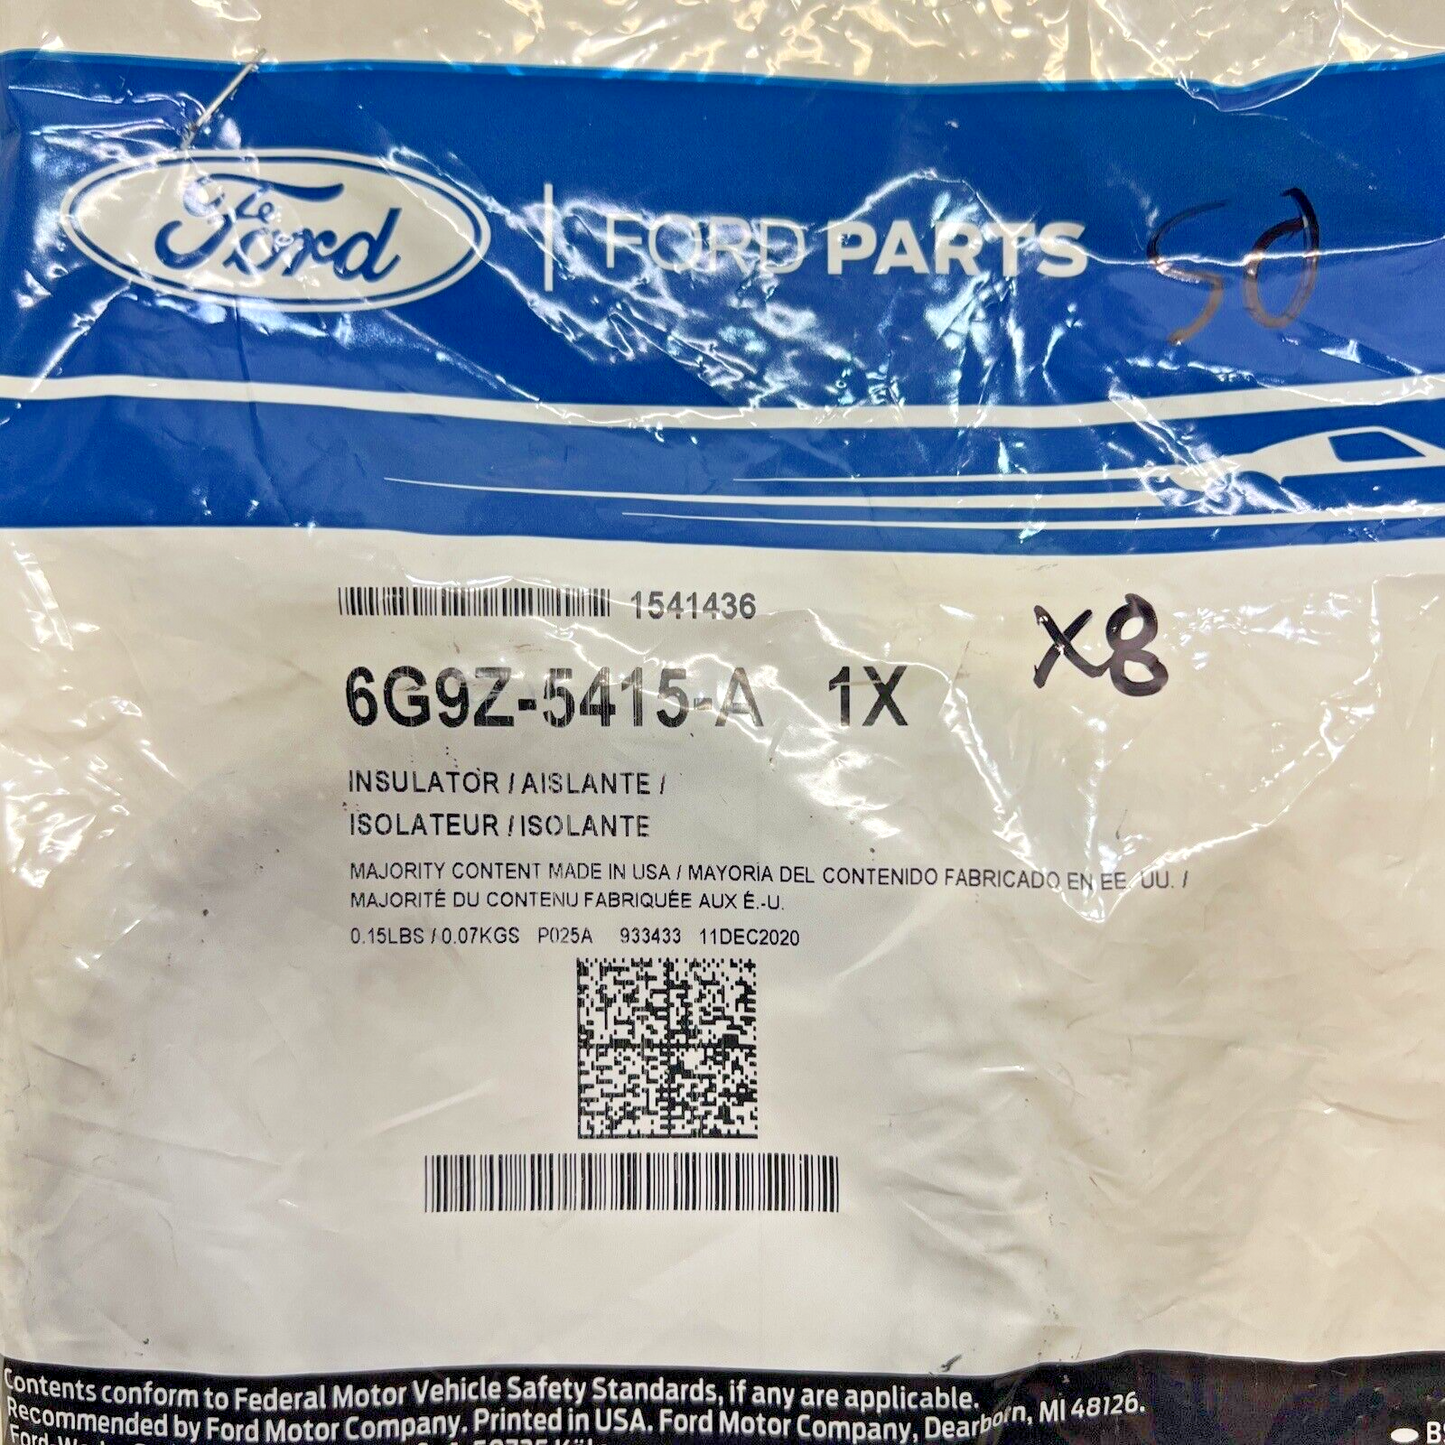 Ford
FORD PARTS
50
1541436
6G9Z-5415-A 1X
X8
INSULATOR / AISLANTE /
ISOLATEUR / ISOLANTE
MAJORITY CONTENT MADE IN USA / MAYORÍA DEL CONTENIDO FABRICADO EN EE. UU. /
MAJORITÉ DU CONTENU FABRIQUÉE AUX É.-U.
0.15LBS / 0.07KGS P025A 933433 11DEC2020
Contents conform to Federal Motor Vehicle Safety Standards, if any are applicable.
Recommended by Ford Motor Company. Printed in USA. Ford Motor Company, Dearborn, MI 48126.